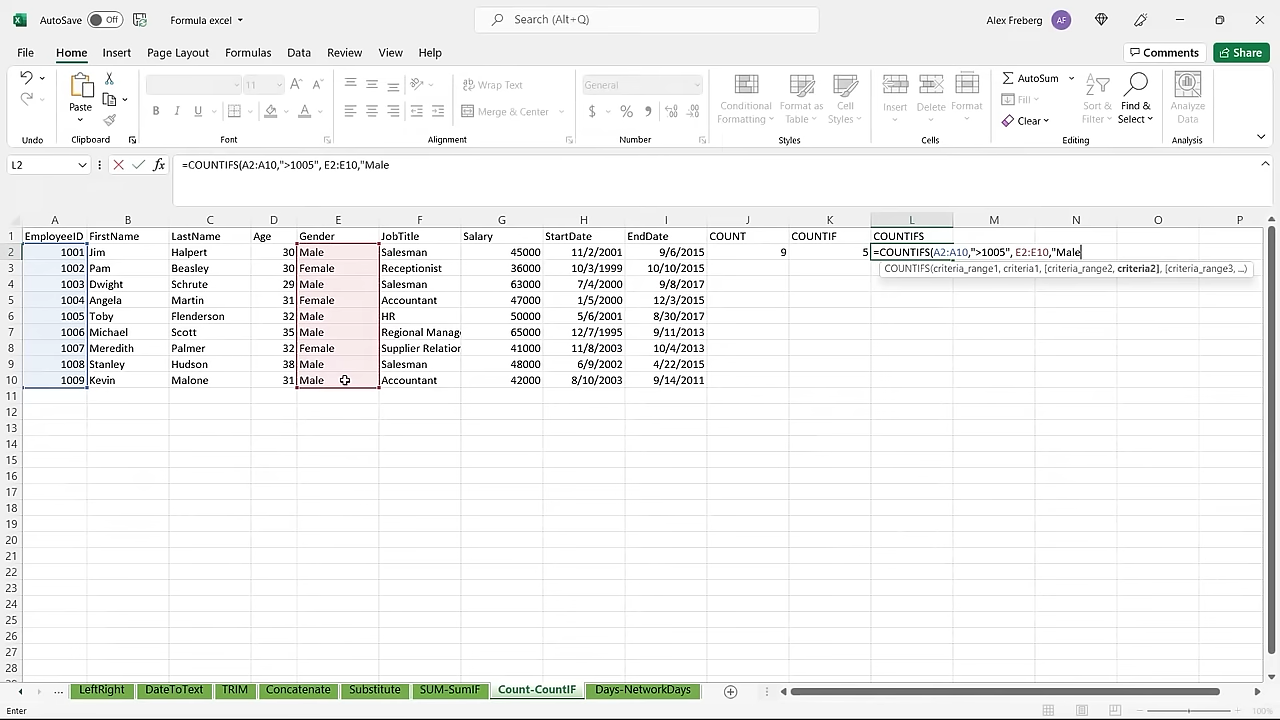 AutoSave Off Formula excel Search (Alt+Q) Alex Freberg AF
File Home Insert Page Layout Formulas Data Review View Help Comments Share
Paste 11 A A Wrap Text General Conditional Formatting Format Table Cell Styles Insert Delete Format AutoSum Sort & Filter Find & Select Analyze Data
B I U A Merge & Center $ % Fill
Clear
Undo Clipboard Font Alignment Number Styles Cells Editing Analysis
L2 fx =COUNTIFS(A2:A10,">1005", E2:E10,"Male
A B C D E F G H I J K L M N O P
1 EmployeeID FirstName LastName Age Gender JobTitle Salary StartDate EndDate COUNT COUNTIF COUNTIFS
2 1001 Jim Halpert 30 Male Salesman 45000 11/2/2001 9/6/2015 9 5 =COUNTIFS(A2:A10,">1005", E2:E10,"Male
3 1002 Pam Beasley 30 Female Receptionist 36000 10/3/1999 10/10/2015 COUNTIFS(criteria_range1, criteria1, [criteria_range2, criteria2], [criteria_range3, ...)
4 1003 Dwight Schrute 29 Male Salesman 63000 7/4/2000 9/8/2017
5 1004 Angela Martin 31 Female Accountant 47000 1/5/2000 12/3/2015
6 1005 Toby Flenderson 32 Male HR 50000 5/6/2001 8/30/2017
7 1006 Michael Scott 35 Male Regional Manag 65000 12/7/1995 9/11/2013
8 1007 Meredith Palmer 32 Female Supplier Relation 41000 11/8/2003 10/4/2013
9 1008 Stanley Hudson 38 Male Salesman 48000 6/9/2002 4/22/2015
10 1009 Kevin Malone 31 Male Accountant 42000 8/10/2003 9/14/2011
11
12
13
14
15
16
17
18
19
20
21
22
23
24
25
26
27
28
... LeftRight DateToText TRIM Concatenate Substitute SUM-SumIF Count-CountIF Days-NetworkDays
Enter 100%